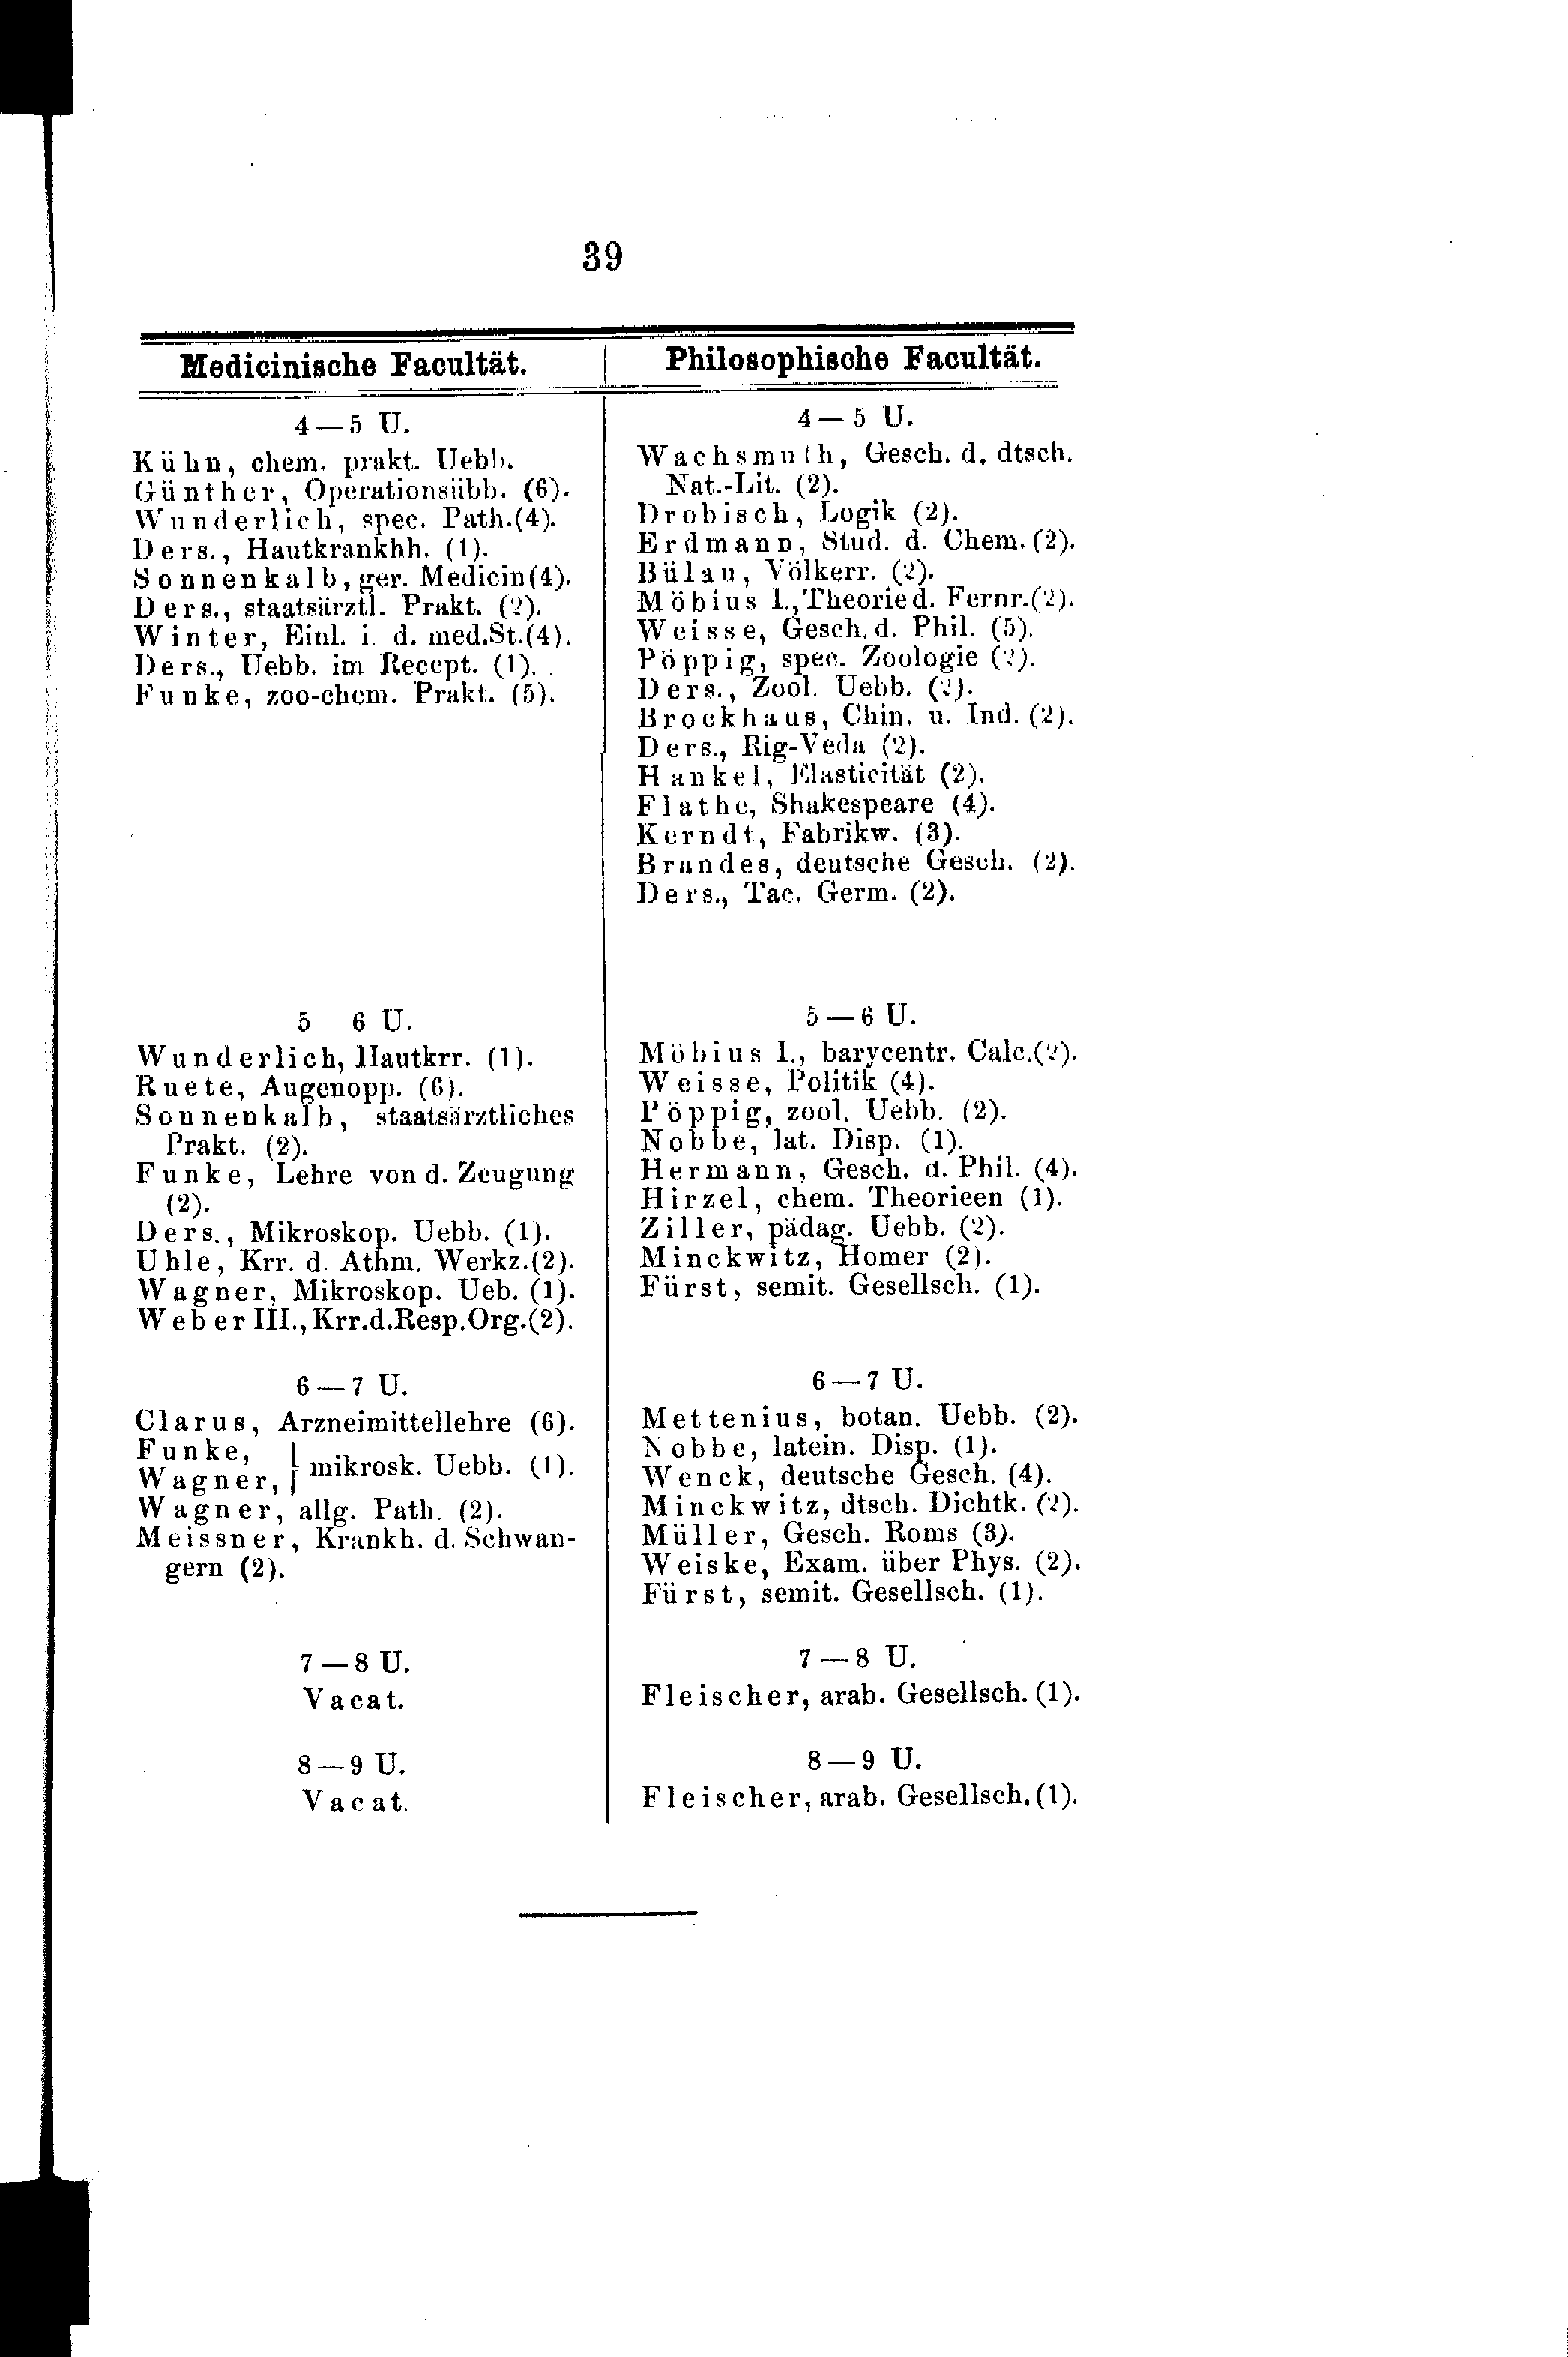 39
Medicinische Facultät.
4—5 U.
Kühn, chem. prakt. Uebb.
Günther, Operationsübb. (6).
Wunderlich, spec. Path.(4).
Ders., Hautkrankhh. (1).
Sonnenkalb, ger. Medicin(4).
Ders., staatsärztl. Prakt. (2).
Winter, Einl. i. d. med.St.(4).
Ders., Uebb. im Recept. (1).
Funke, zoo-chem. Prakt. (5).
5 6 U.
Wunderlich, Hautkrr. (1).
Ruete, Augenopp. (6).
Sonnenkalb, staatsärztliches
Prakt. (2).
Funke, Lehre von d. Zeugung
(2).
Ders., Mikroskop. Uebb. (1).
Uhle, Krr. d. Athm. Werkz.(2).
Wagner, Mikroskop. Ueb. (1).
Weber III., Krr.d.Resp.Org.(2).
6—7 U.
Clarus, Arzneimittellehre (6).
Funke,
Wagner, } mikrosk. Uebb. (1).
Wagner, allg. Path. (2).
Meissner, Krankh. d. Schwan-
gern (2).
7—8 U.
Vacat.
8—9 U.
Vacat.
Philosophische Facultät.
4—5 U.
Wachsmuth, Gesch. d. dtsch.
Nat.-Lit. (2).
Drobisch, Logik (2).
Erdmann, Stud. d. Chem. (2).
Bülau, Völkerr. (2).
Möbius I., Theorie d. Fernr.(2).
Weisse, Gesch. d. Phil. (5).
Pöppig, spec. Zoologie (2).
Ders., Zool. Uebb. (2).
Brockhaus, Chin. u. Ind. (2).
Ders., Rig-Veda (2).
Hankel, Elasticität (2).
Flathe, Shakespeare (4).
Kerndt, Fabrikw. (3).
Brandes, deutsche Gesch. (2).
Ders., Tac. Germ. (2).
5—6 U.
Möbius I., barycentr. Calc.(2).
Weisse, Politik (4).
Pöppig, zool. Uebb. (2).
Nobbe, lat. Disp. (1).
Hermann, Gesch. d. Phil. (4).
Hirzel, chem. Theorieen (1).
Ziller, pädag. Uebb. (2).
Minckwitz, Homer (2).
Fürst, semit. Gesellsch. (1).
6—7 U.
Mettenius, botan. Uebb. (2).
Nobbe, latein. Disp. (1).
Wenck, deutsche Gesch. (4).
Minckwitz, dtsch. Dichtk. (2).
Müller, Gesch. Roms (3).
Weiske, Exam. über Phys. (2).
Fürst, semit. Gesellsch. (1).
7—8 U.
Fleischer, arab. Gesellsch. (1).
8—9 U.
Fleischer, arab. Gesellsch. (1).